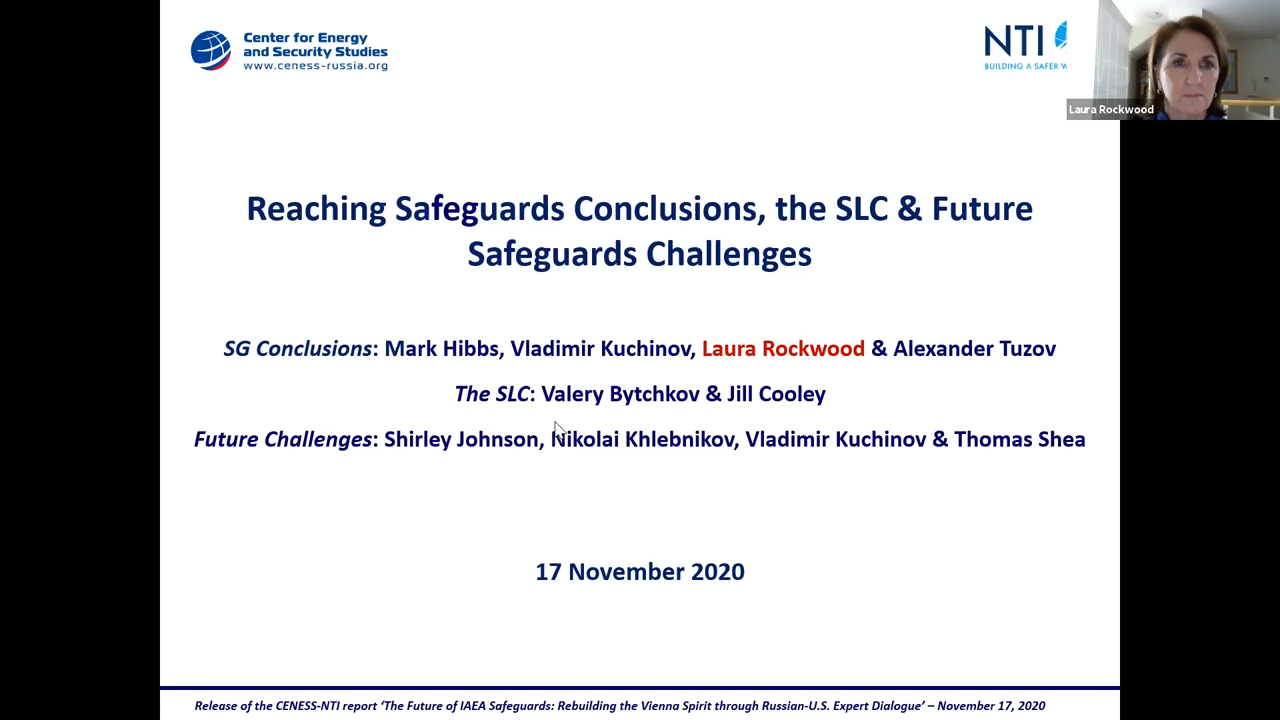 Center for Energy
and Security Studies
www.ceness-russia.org
NTI
BUILDING A SAFER W
Laura Rockwood
Reaching Safeguards Conclusions, the SLC & Future
Safeguards Challenges
SG Conclusions: Mark Hibbs, Vladimir Kuchinov, Laura Rockwood & Alexander Tuzov
The SLC: Valery Bytchkov & Jill Cooley
Future Challenges: Shirley Johnson, Nikolai Khlebnikov, Vladimir Kuchinov & Thomas Shea
17 November 2020
Release of the CENESS-NTI report ‘The Future of IAEA Safeguards: Rebuilding the Vienna Spirit through Russian-U.S. Expert Dialogue’ – November 17, 2020